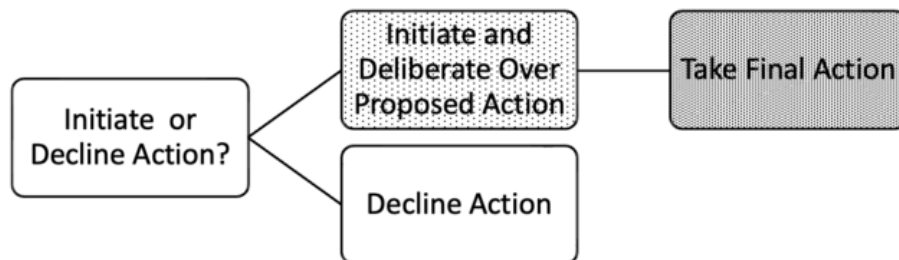 Initiate or
Decline Action?
Initiate and
Deliberate Over
Proposed Action
Take Final Action
Decline Action